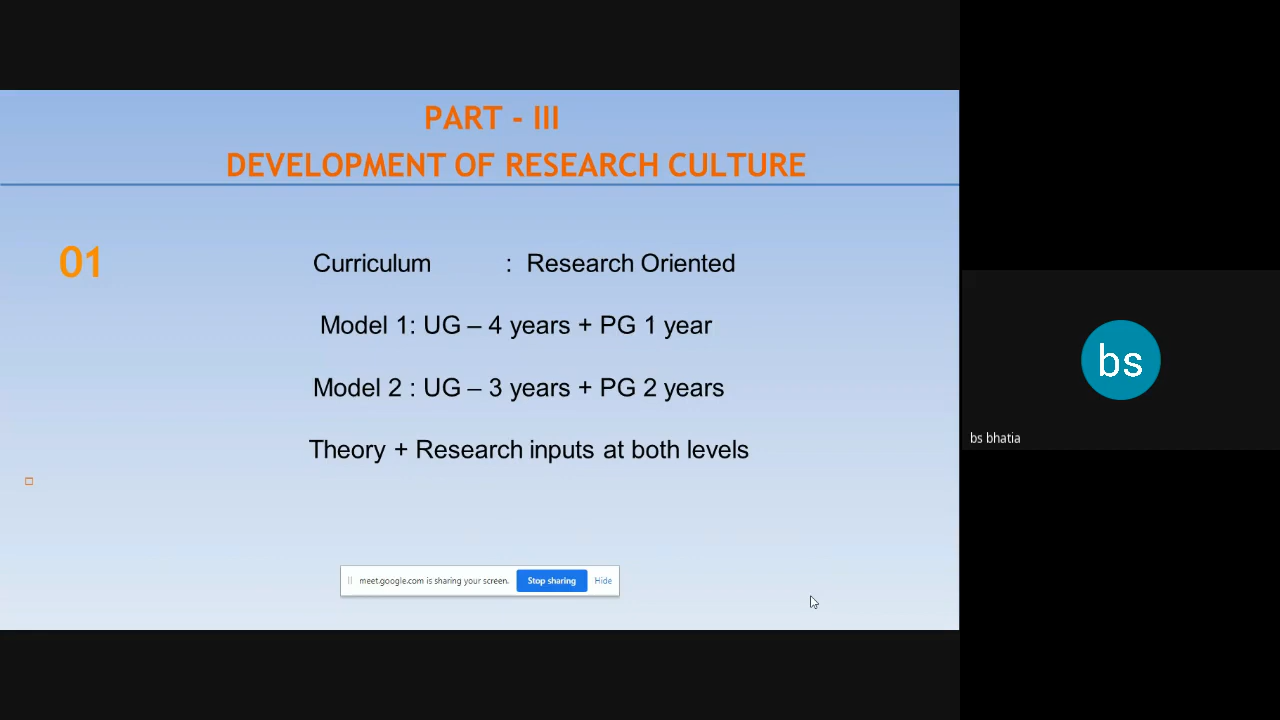 PART - III
DEVELOPMENT OF RESEARCH CULTURE
01
Curriculum : Research Oriented
Model 1: UG – 4 years + PG 1 year
Model 2 : UG – 3 years + PG 2 years
Theory + Research inputs at both levels
meet.google.com is sharing your screen. Stop sharing Hide
bs
bs bhatia